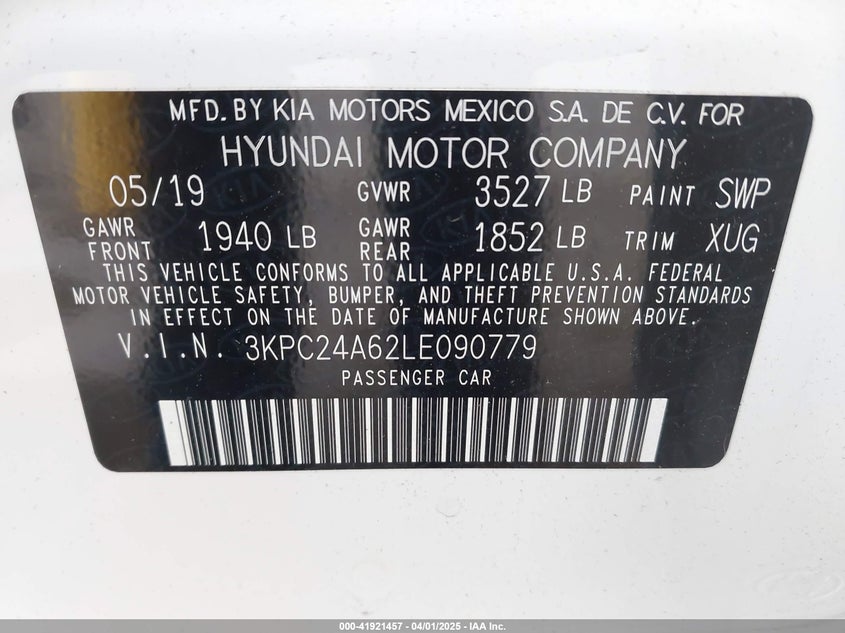 MFD. BY KIA MOTORS MEXICO S.A. DE C.V. FOR
HYUNDAI MOTOR COMPANY
05/19 GVWR 3527 LB PAINT SWP
GAWR FRONT 1940 LB GAWR REAR 1852 LB TRIM XUG
THIS VEHICLE CONFORMS TO ALL APPLICABLE U.S.A. FEDERAL
MOTOR VEHICLE SAFETY, BUMPER, AND THEFT PREVENTION STANDARDS
IN EFFECT ON THE DATE OF MANUFACTURE SHOWN ABOVE.
V.I.N. 3KPC24A62LE090779
PASSENGER CAR
000-41921457 - 04/01/2025 - IAA Inc.